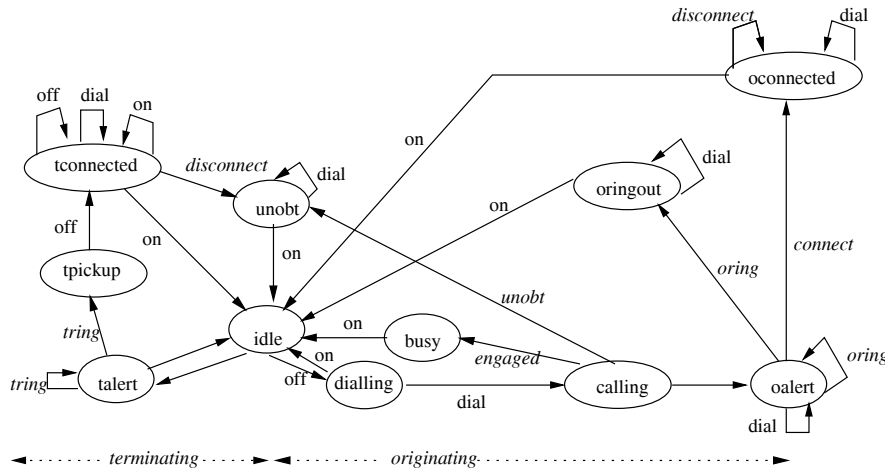 disconnect
dial
oconnected
off
dial
on
on
tconnected
disconnect
dial
dial
unobt
oringout
on
off
on
on
connect
tpickup
oring
unobt
tring
idle
on
busy
on
engaged
oring
tring
talert
off
dialling
calling
oalert
dial
dial
terminating
originating